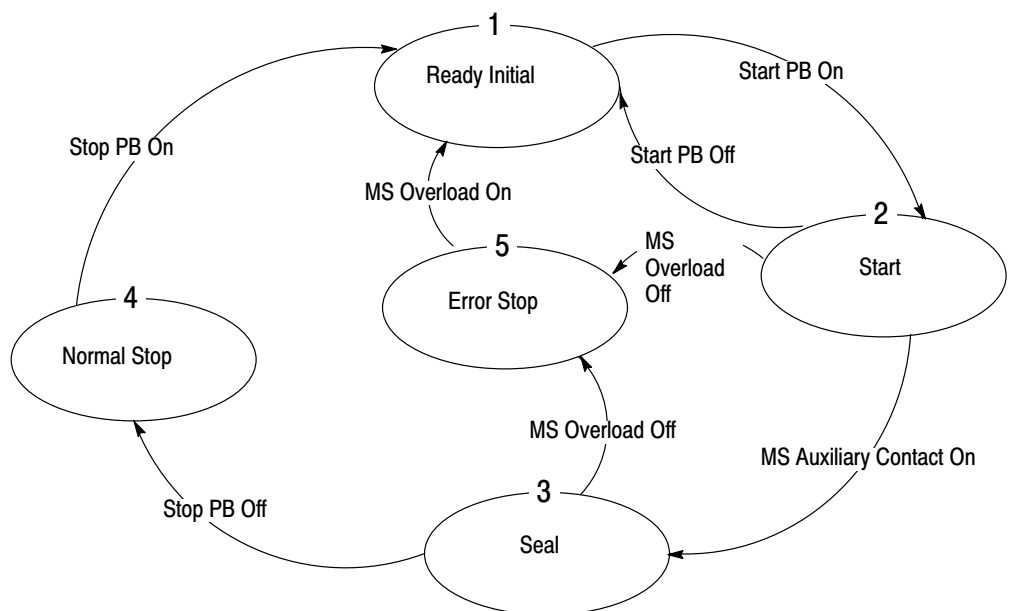 1
Ready Initial
Start PB On
Stop PB On
Start PB Off
MS Overload On
2
Start
MS
Overload
Off
5
Error Stop
4
Normal Stop
MS Overload Off
MS Auxiliary Contact On
3
Seal
Stop PB Off